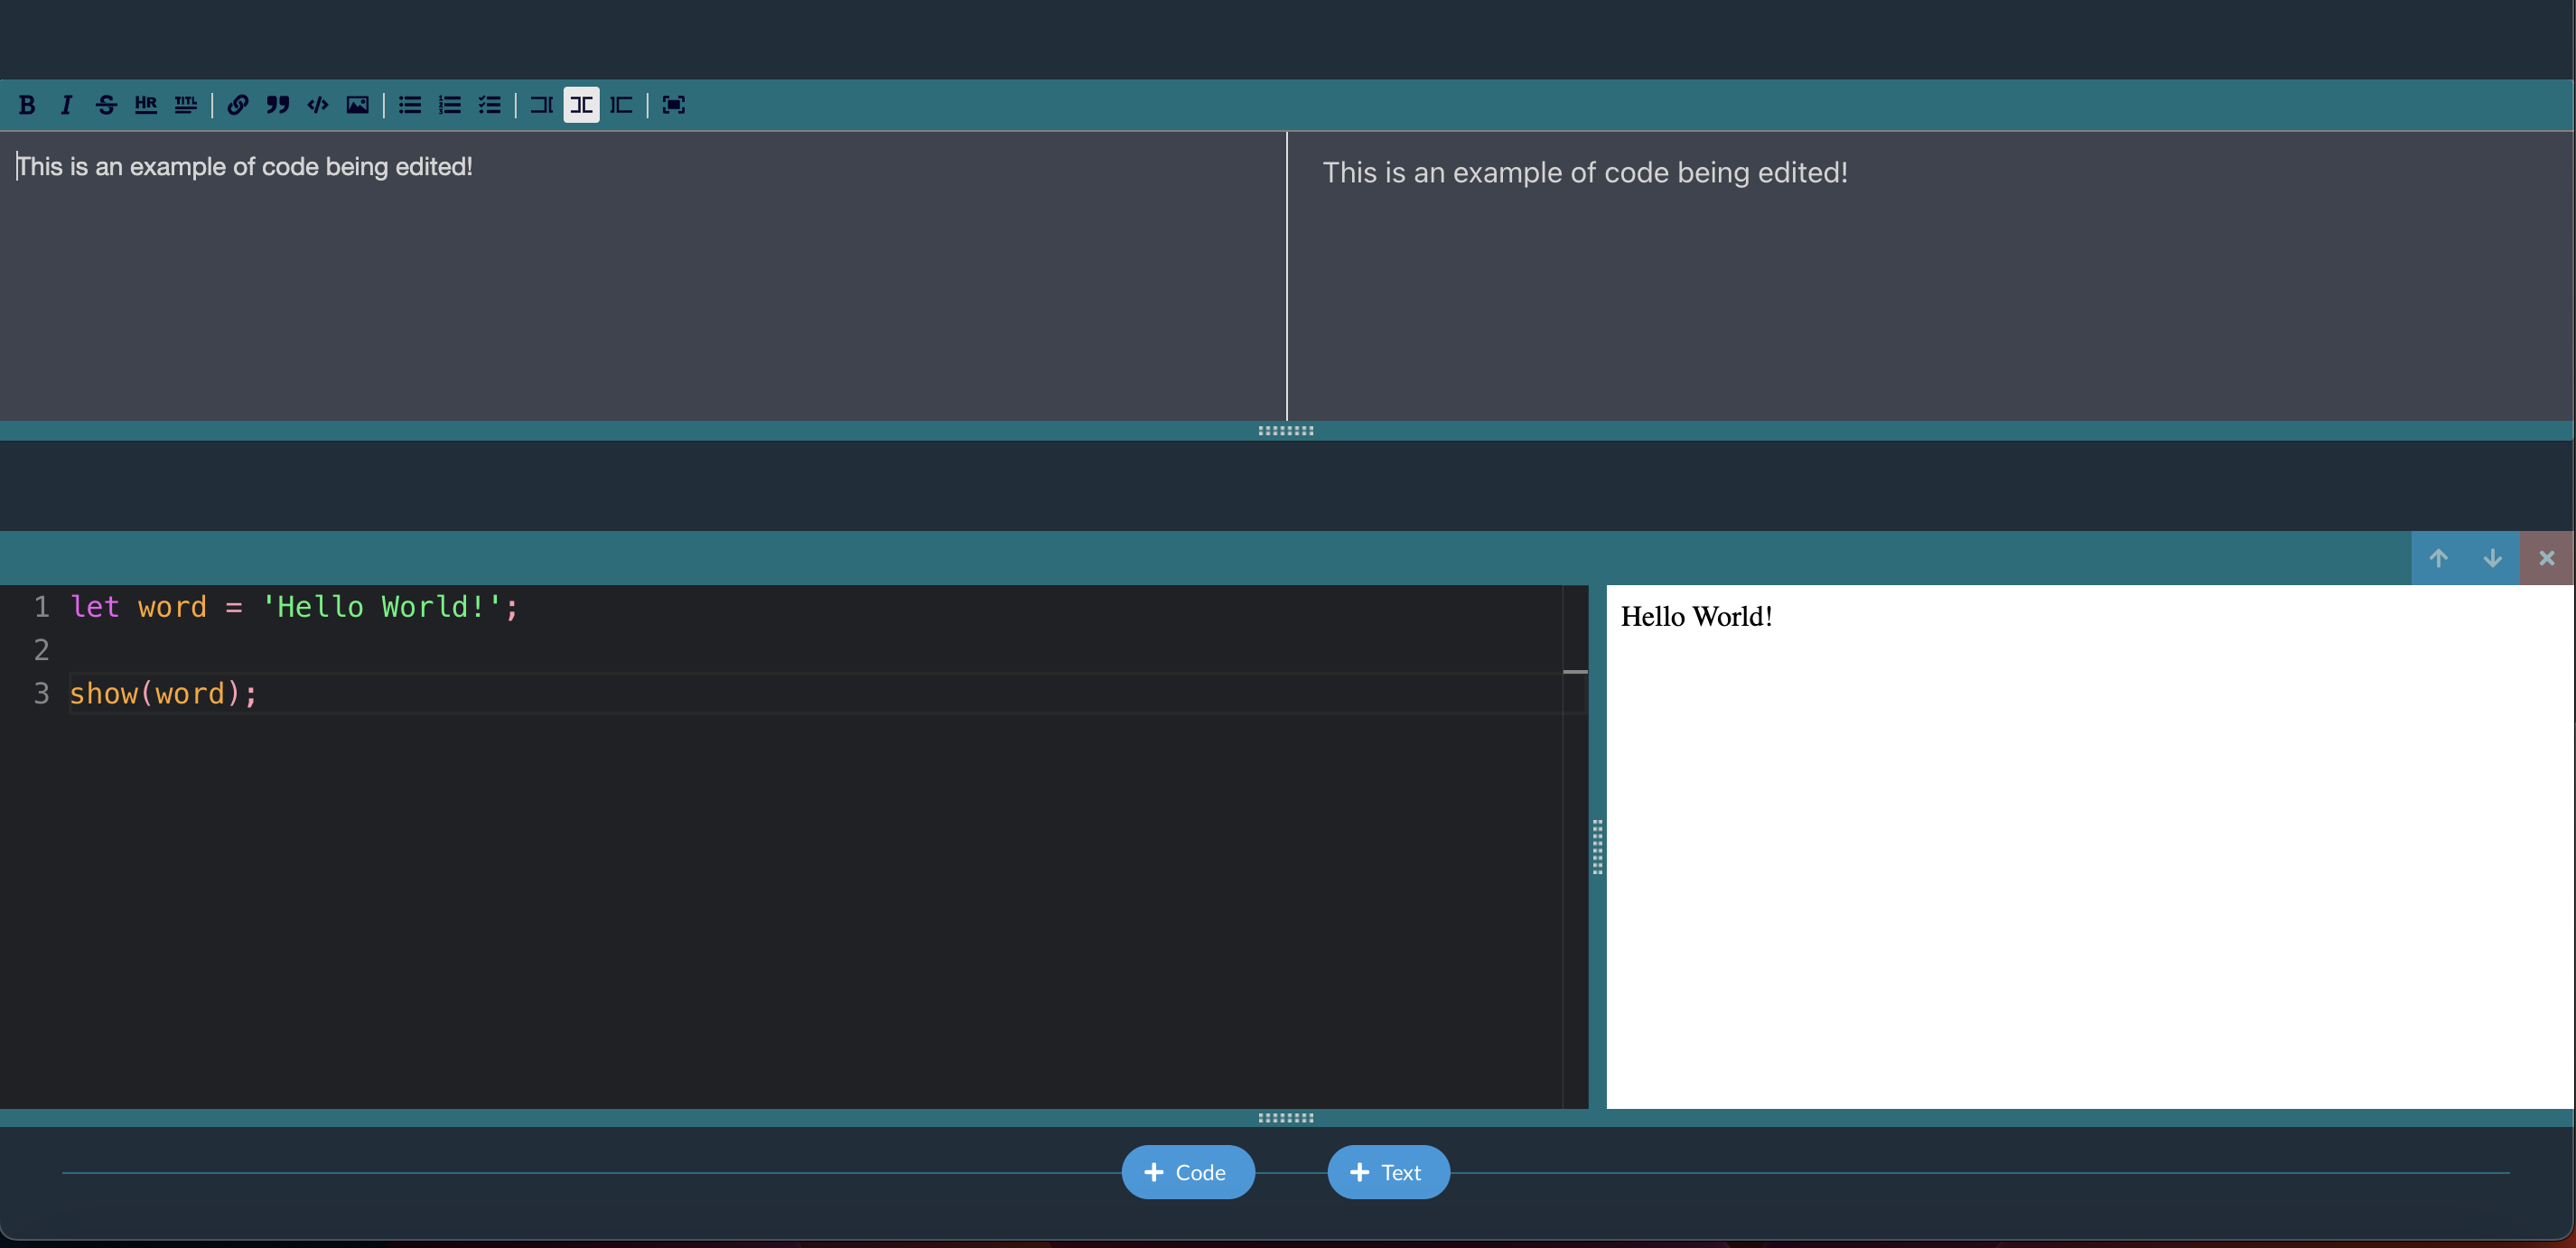 HR TITL
This is an example of code being edited!
This is an example of code being edited!
1 let word = 'Hello World!';
2
3 show(word);
Hello World!
+ Code
+ Text